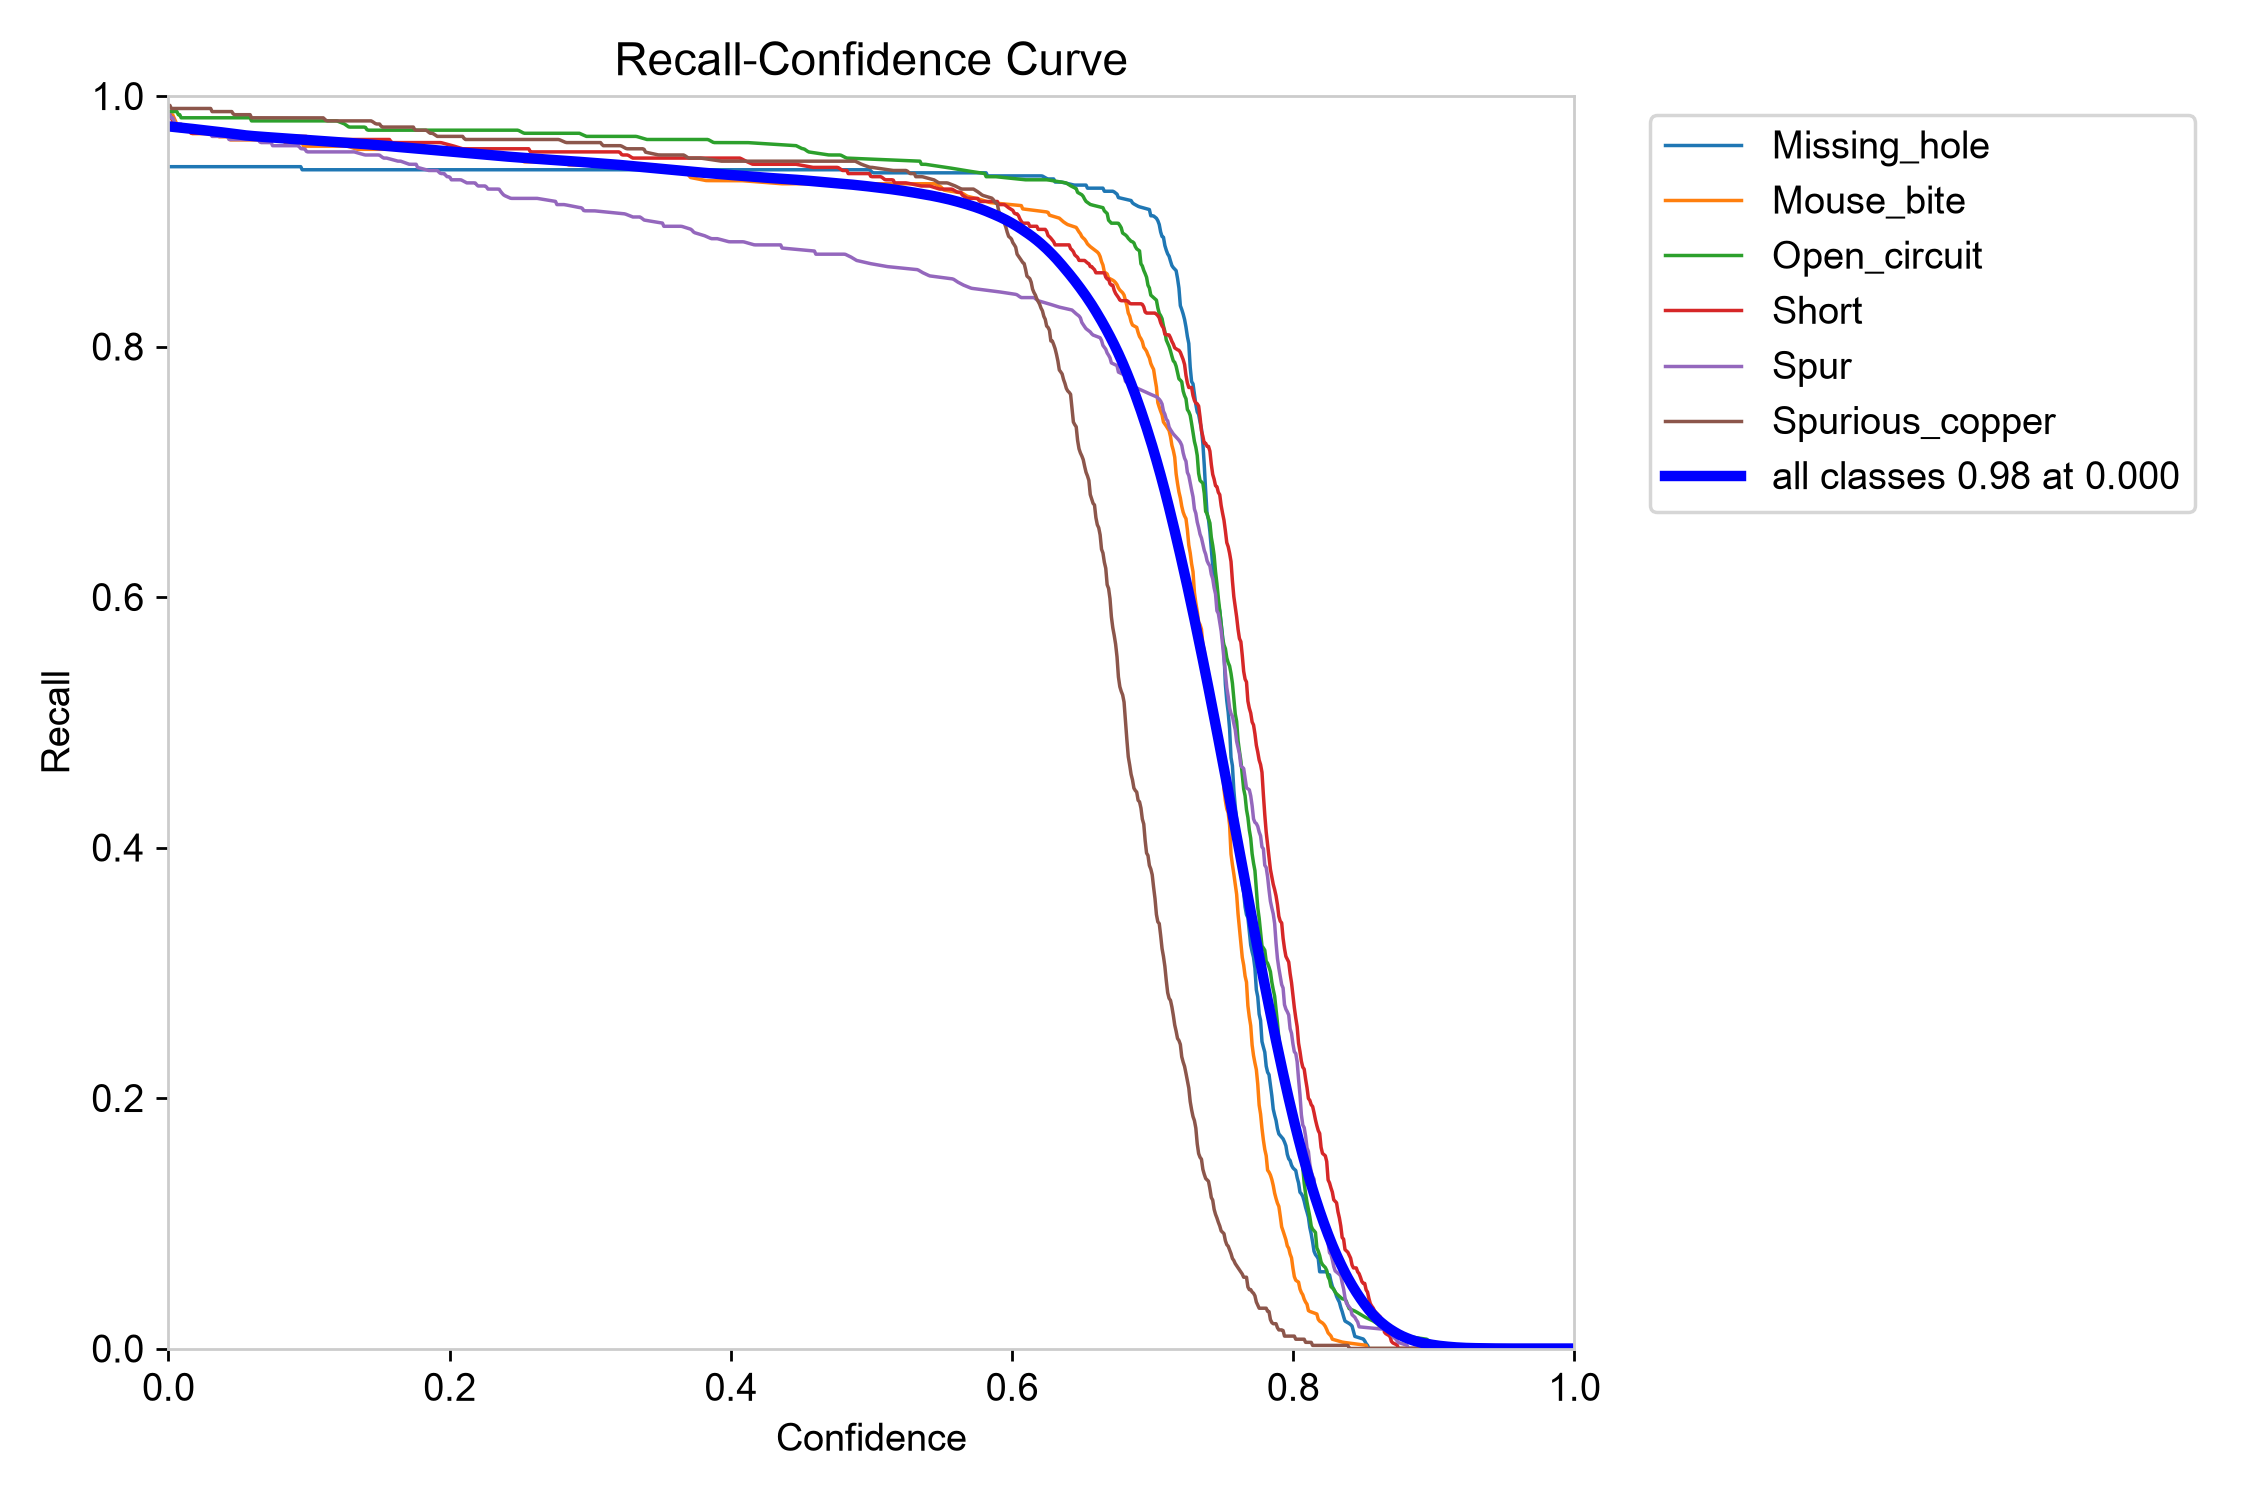 Recall-Confidence Curve
1.0
0.8
0.6
0.4
0.2
0.0
Recall
0.0 0.2 0.4 0.6 0.8 1.0
Confidence
Missing_hole
Mouse_bite
Open_circuit
Short
Spur
Spurious_copper
all classes 0.98 at 0.000